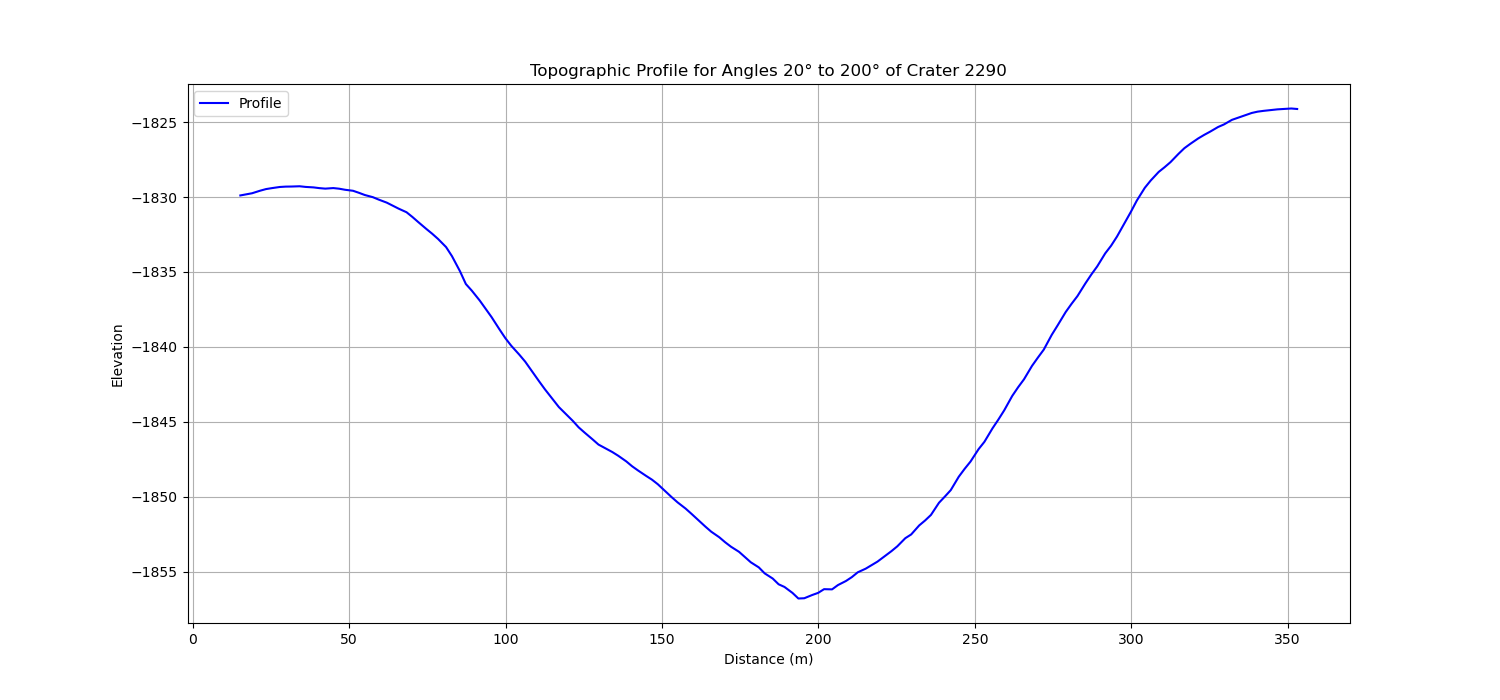 Topographic Profile for Angles 20° to 200° of Crater 2290
Profile
−1825
−1830
−1835
−1840
−1845
−1850
−1855
Elevation
0 50 100 150 200 250 300 350
Distance (m)